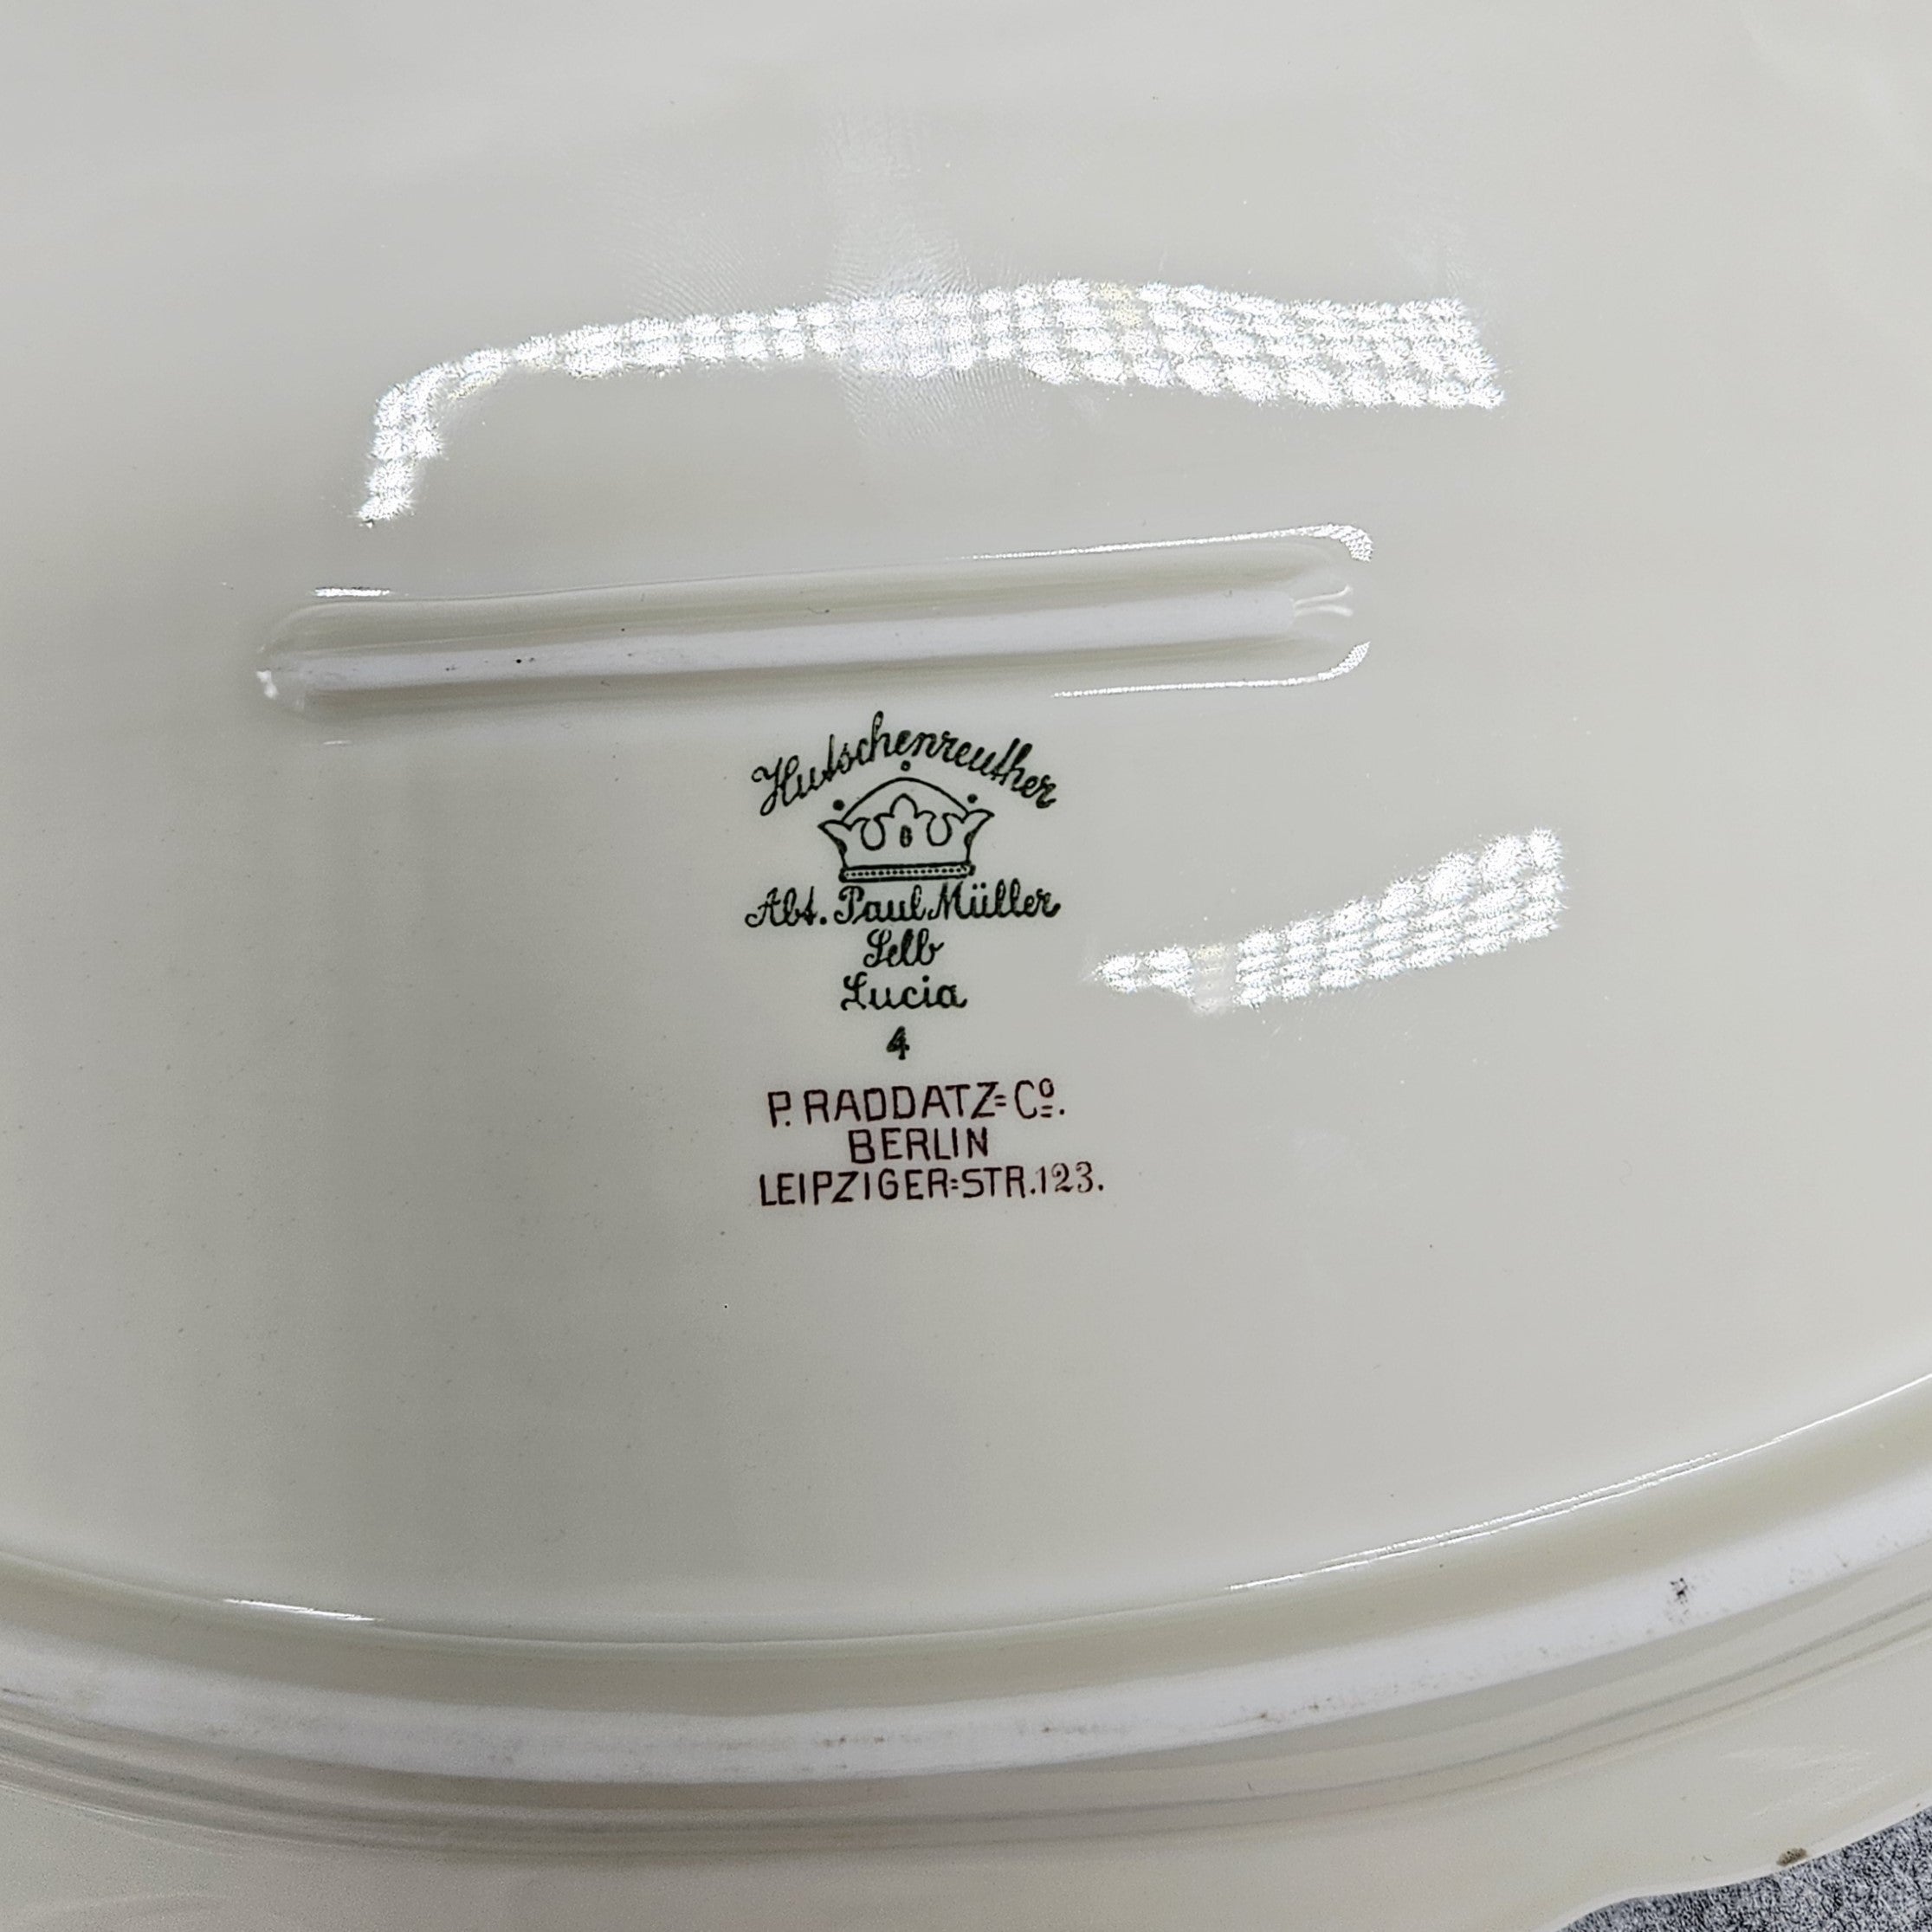 Hutschenreuther
Abt. Paul Müller
Selb
Lucia
4
P. RADDATZ=Cº.
BERLIN
LEIPZIGER=STR.123.